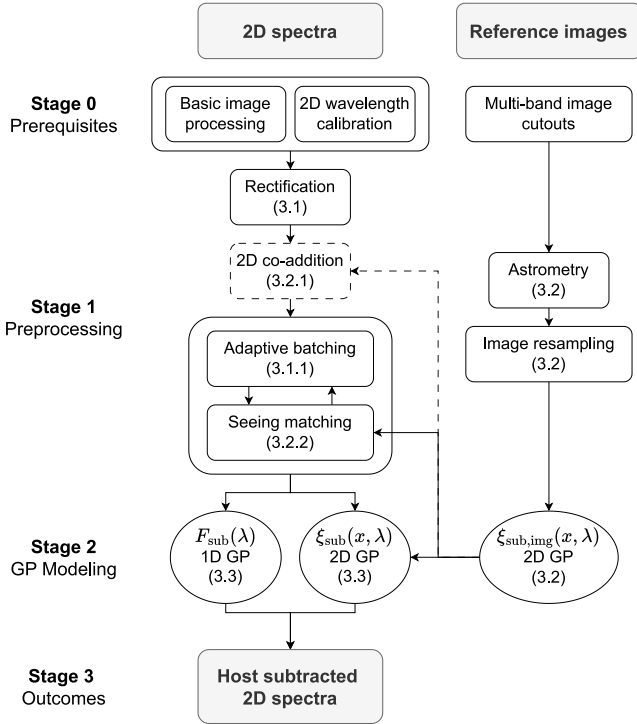 2D spectra
Reference images
Stage 0
Prerequisites
Basic image
processing
2D wavelength
calibration
Multi-band image
cutouts
Rectification
(3.1)
2D co-addition
(3.2.1)
Astrometry
(3.2)
Stage 1
Preprocessing
Adaptive batching
(3.1.1)
Image resampling
(3.2)
Seeing matching
(3.2.2)
Stage 2
GP Modeling
F_sub(λ)
1D GP
(3.3)
ξ_sub(x, λ)
2D GP
(3.3)
ξ_sub,img(x, λ)
2D GP
(3.2)
Stage 3
Outcomes
Host subtracted
2D spectra